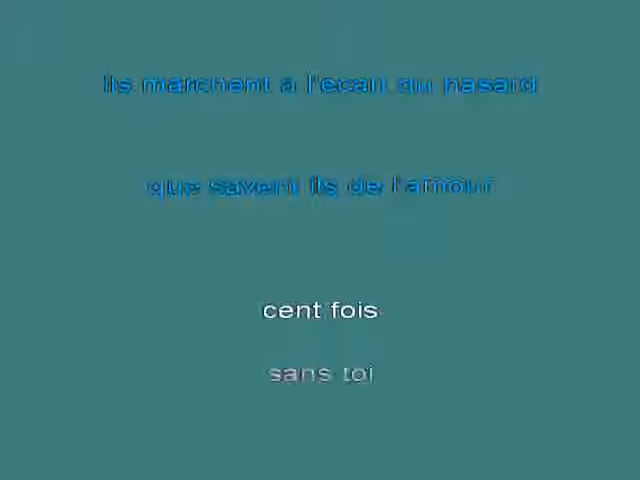 Ils marchent à l'écart du hasard
que savent ils de l'amour
cent fois
sans toi